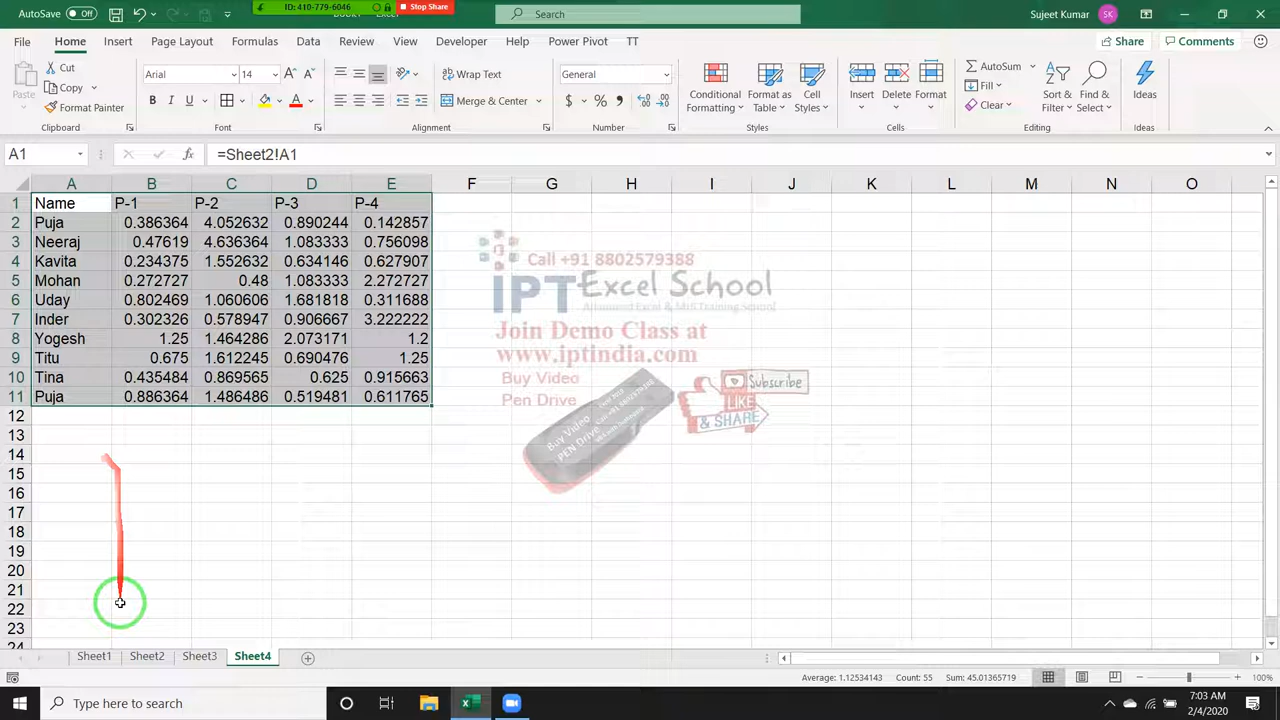 AutoSave Off
ID: 410-779-6046 Stop Share
Search
Sujeet Kumar SK
File Home Insert Page Layout Formulas Data Review View Developer Help Power Pivot TT Share Comments
Paste Cut Copy Format Painter Clipboard
Arial 14 B I U A Font
Wrap Text Merge & Center Alignment
General $ % Number
Conditional Formatting Format as Table Cell Styles Styles
Insert Delete Format Cells
AutoSum Fill Clear Sort & Filter Find & Select Editing
Ideas Ideas
A1 fx =Sheet2!A1
A B C D E F G H I J K L M N O
1 Name P-1 P-2 P-3 P-4
2 Puja 0.386364 4.052632 0.890244 0.142857
3 Neeraj 0.47619 4.636364 1.083333 0.756098
4 Kavita 0.234375 1.552632 0.634146 0.627907
5 Mohan 0.272727 0.48 1.083333 2.272727
6 Uday 0.802469 1.060606 1.681818 0.311688
7 Inder 0.302326 0.578947 0.906667 3.222222
8 Yogesh 1.25 1.464286 2.073171 1.2
9 Titu 0.675 1.612245 0.690476 1.25
10 Tina 0.435484 0.869565 0.625 0.915663
11 Puja 0.886364 1.486486 0.519481 0.611765
12
13
14
15
16
17
18
19
20
21
22
23
24
Call +91 8802579388
IPT Excel School
Advanced Excel & MIS Training School
Join Demo Class at
www.iptindia.com
Buy Video
Pen Drive
Buy Video
PEN Drive
Subscribe
LIKE
& SHARE
Sheet1 Sheet2 Sheet3 Sheet4
Average: 1.12534143 Count: 55 Sum: 45.01365719 100%
Type here to search
7:03 AM
2/4/2020